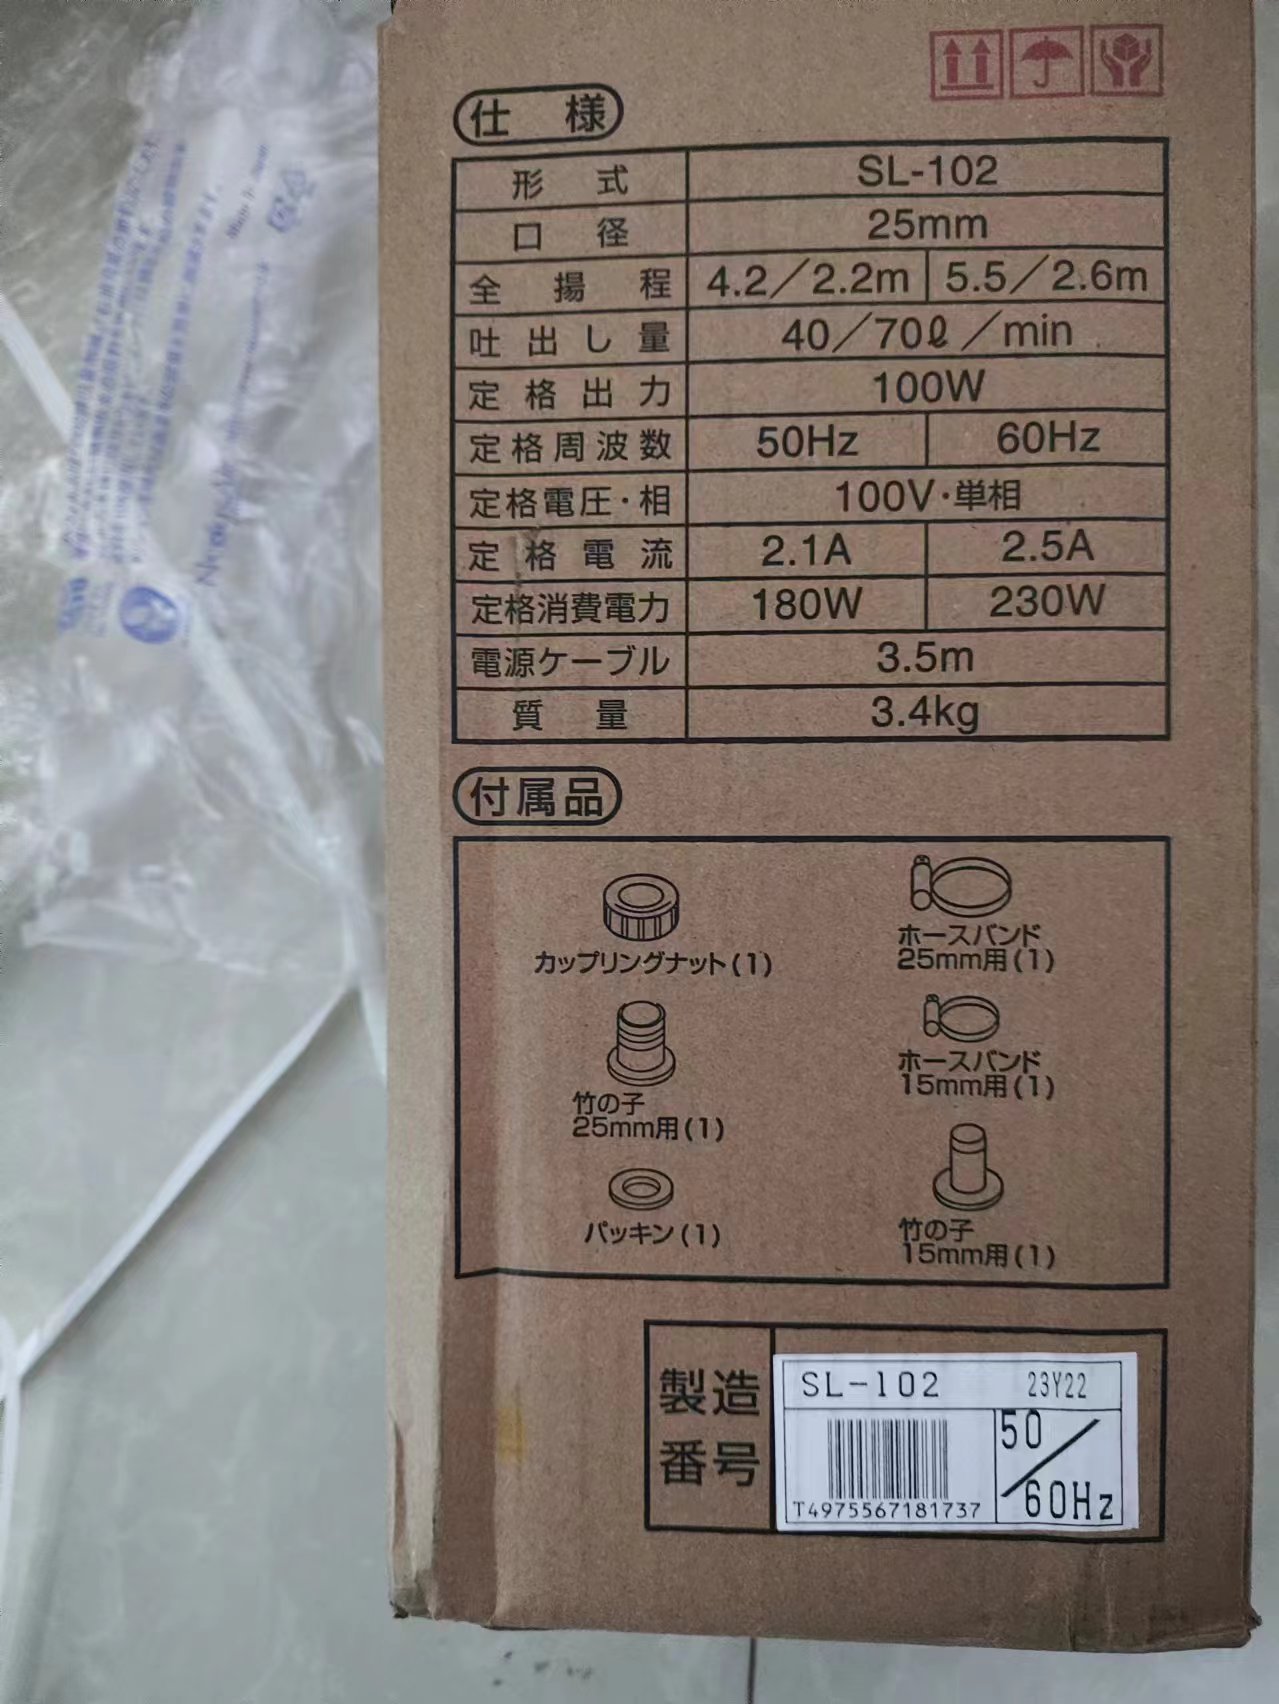 仕様
形式 SL-102
口径 25mm
全揚程 4.2／2.2m 5.5／2.6m
吐出し量 40／70ℓ／min
定格出力 100W
定格周波数 50Hz 60Hz
定格電圧・相 100V・単相
定格電流 2.1A 2.5A
定格消費電力 180W 230W
電源ケーブル 3.5m
質量 3.4kg
付属品
カップリングナット(1)
ホースバンド
25mm用(1)
竹の子
25mm用(1)
ホースバンド
15mm用(1)
パッキン(1)
竹の子
15mm用(1)
製造
番号
SL-102 23Y22
50/60Hz
T4975567181737